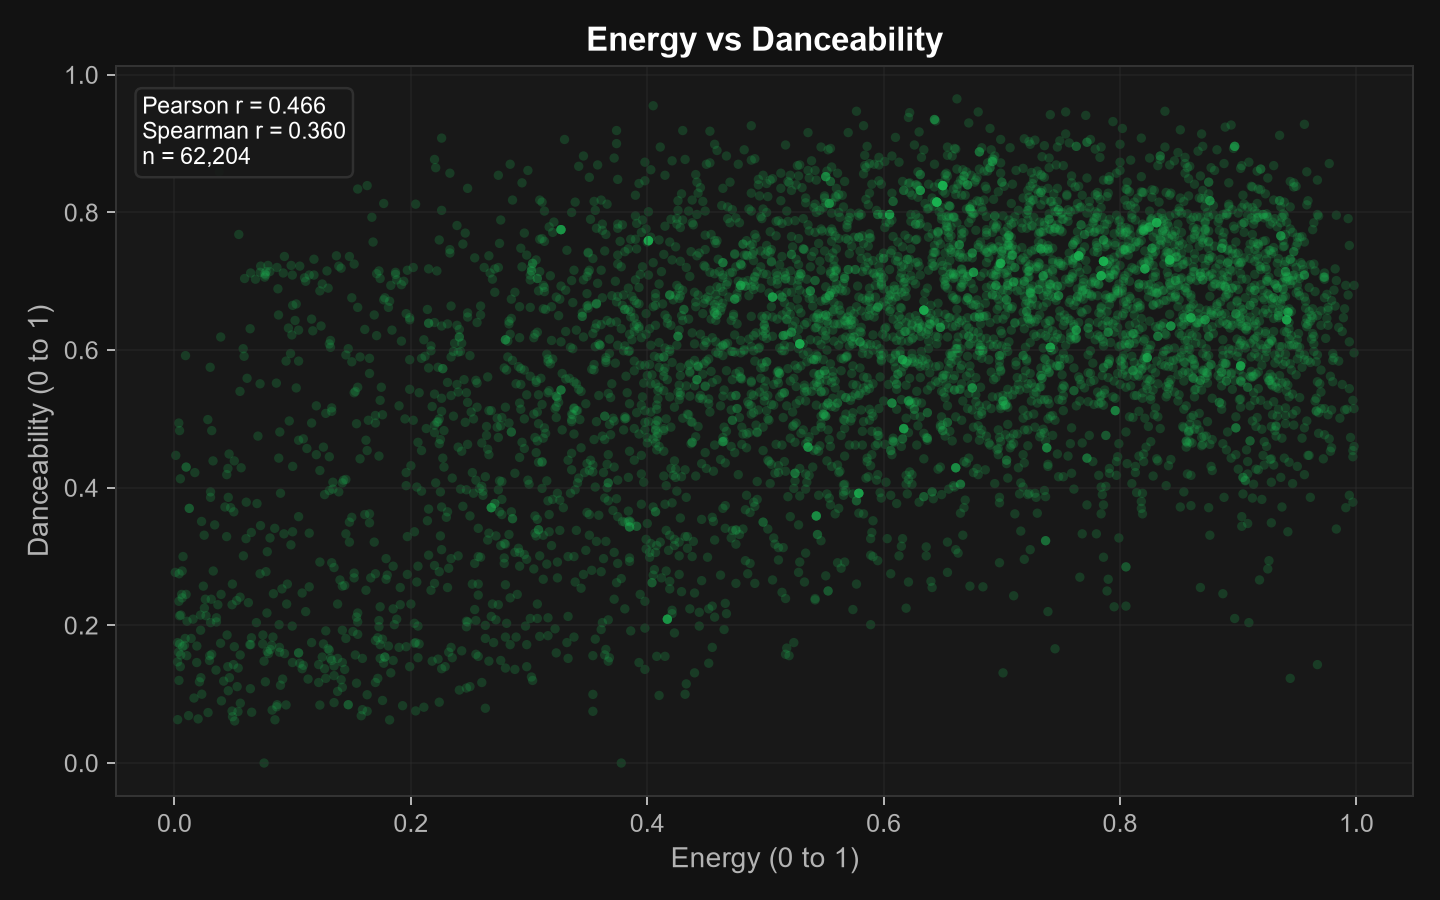 Energy vs Danceability
Pearson r = 0.466
Spearman r = 0.360
n = 62,204
1.0
0.8
0.6
0.4
0.2
0.0
Danceability (0 to 1)
0.0 0.2 0.4 0.6 0.8 1.0
Energy (0 to 1)